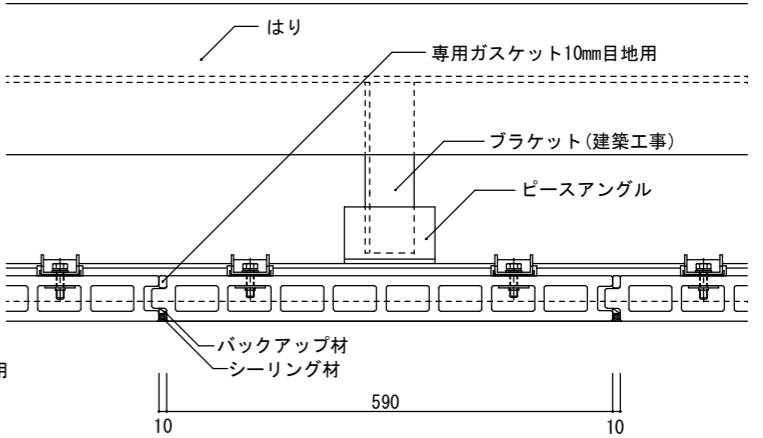 はり
専用ガスケット10mm目地用
ブラケット(建築工事)
ピースアングル
バックアップ材
シーリング材
用
590
10
10